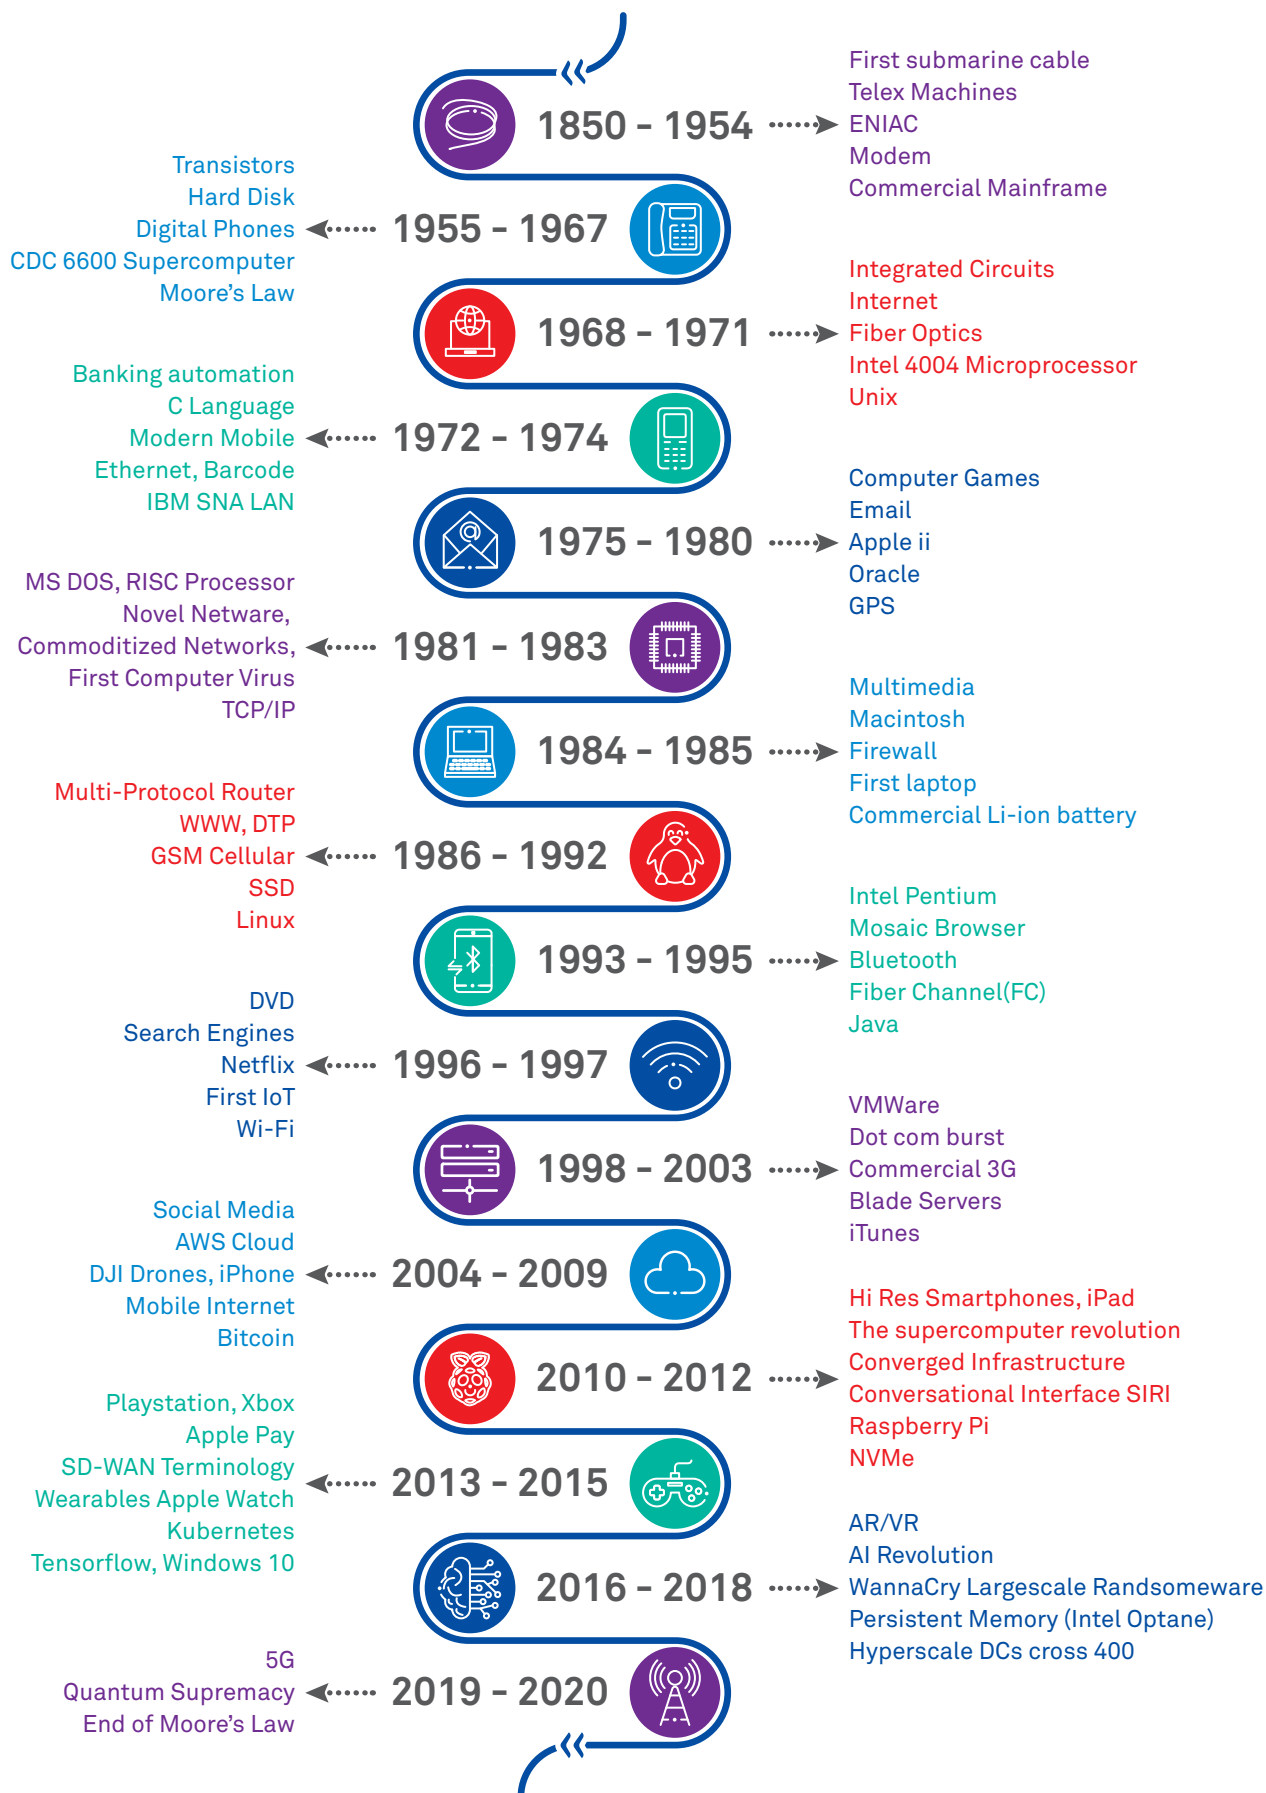 1850 - 1954
First submarine cable
Telex Machines
ENIAC
Modem
Commercial Mainframe
1955 - 1967
Transistors
Hard Disk
Digital Phones
CDC 6600 Supercomputer
Moore's Law
1968 - 1971
Integrated Circuits
Internet
Fiber Optics
Intel 4004 Microprocessor
Unix
1972 - 1974
Banking automation
C Language
Modern Mobile
Ethernet, Barcode
IBM SNA LAN
1975 - 1980
Computer Games
Email
Apple ii
Oracle
GPS
1981 - 1983
MS DOS, RISC Processor
Novel Netware,
Commoditized Networks,
First Computer Virus
TCP/IP
1984 - 1985
Multimedia
Macintosh
Firewall
First laptop
Commercial Li-ion battery
1986 - 1992
Multi-Protocol Router
WWW, DTP
GSM Cellular
SSD
Linux
1993 - 1995
Intel Pentium
Mosaic Browser
Bluetooth
Fiber Channel(FC)
Java
1996 - 1997
DVD
Search Engines
Netflix
First IoT
Wi-Fi
1998 - 2003
VMWare
Dot com burst
Commercial 3G
Blade Servers
iTunes
2004 - 2009
Social Media
AWS Cloud
DJI Drones, iPhone
Mobile Internet
Bitcoin
2010 - 2012
Hi Res Smartphones, iPad
The supercomputer revolution
Converged Infrastructure
Conversational Interface SIRI
Raspberry Pi
NVMe
2013 - 2015
Playstation, Xbox
Apple Pay
SD-WAN Terminology
Wearables Apple Watch
Kubernetes
Tensorflow, Windows 10
2016 - 2018
AR/VR
AI Revolution
WannaCry Largescale Randsomeware
Persistent Memory (Intel Optane)
Hyperscale DCs cross 400
2019 - 2020
5G
Quantum Supremacy
End of Moore's Law